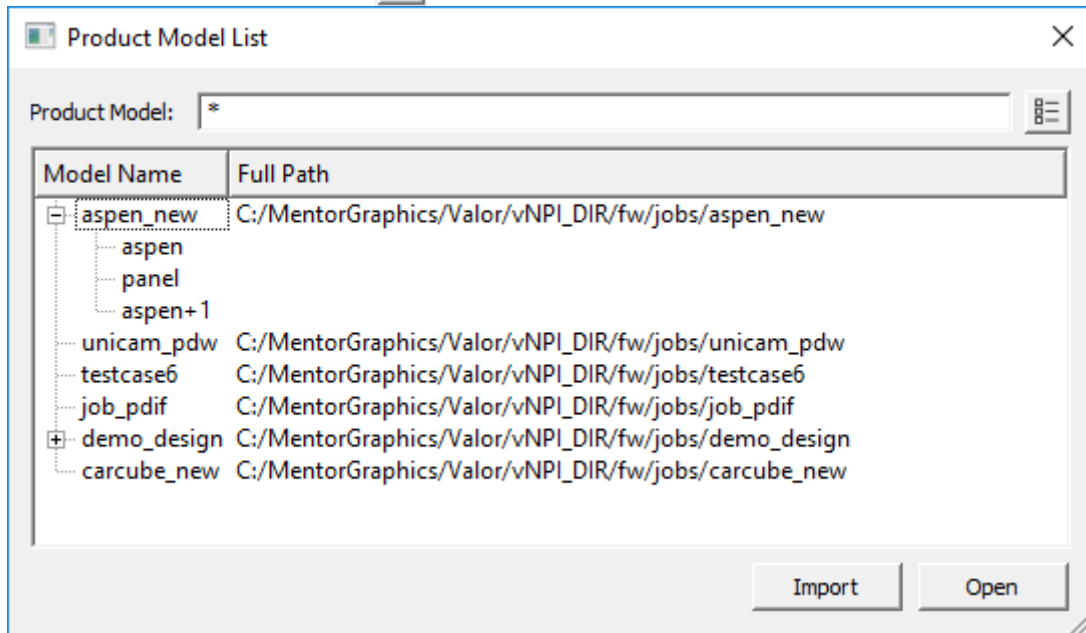 Product Model List
Product Model: *
Model Name Full Path
aspen_new C:/MentorGraphics/Valor/vNPI_DIR/fw/jobs/aspen_new
aspen
panel
aspen+1
unicam_pdw C:/MentorGraphics/Valor/vNPI_DIR/fw/jobs/unicam_pdw
testcase6 C:/MentorGraphics/Valor/vNPI_DIR/fw/jobs/testcase6
job_pdif C:/MentorGraphics/Valor/vNPI_DIR/fw/jobs/job_pdif
demo_design C:/MentorGraphics/Valor/vNPI_DIR/fw/jobs/demo_design
carcube_new C:/MentorGraphics/Valor/vNPI_DIR/fw/jobs/carcube_new
Import Open